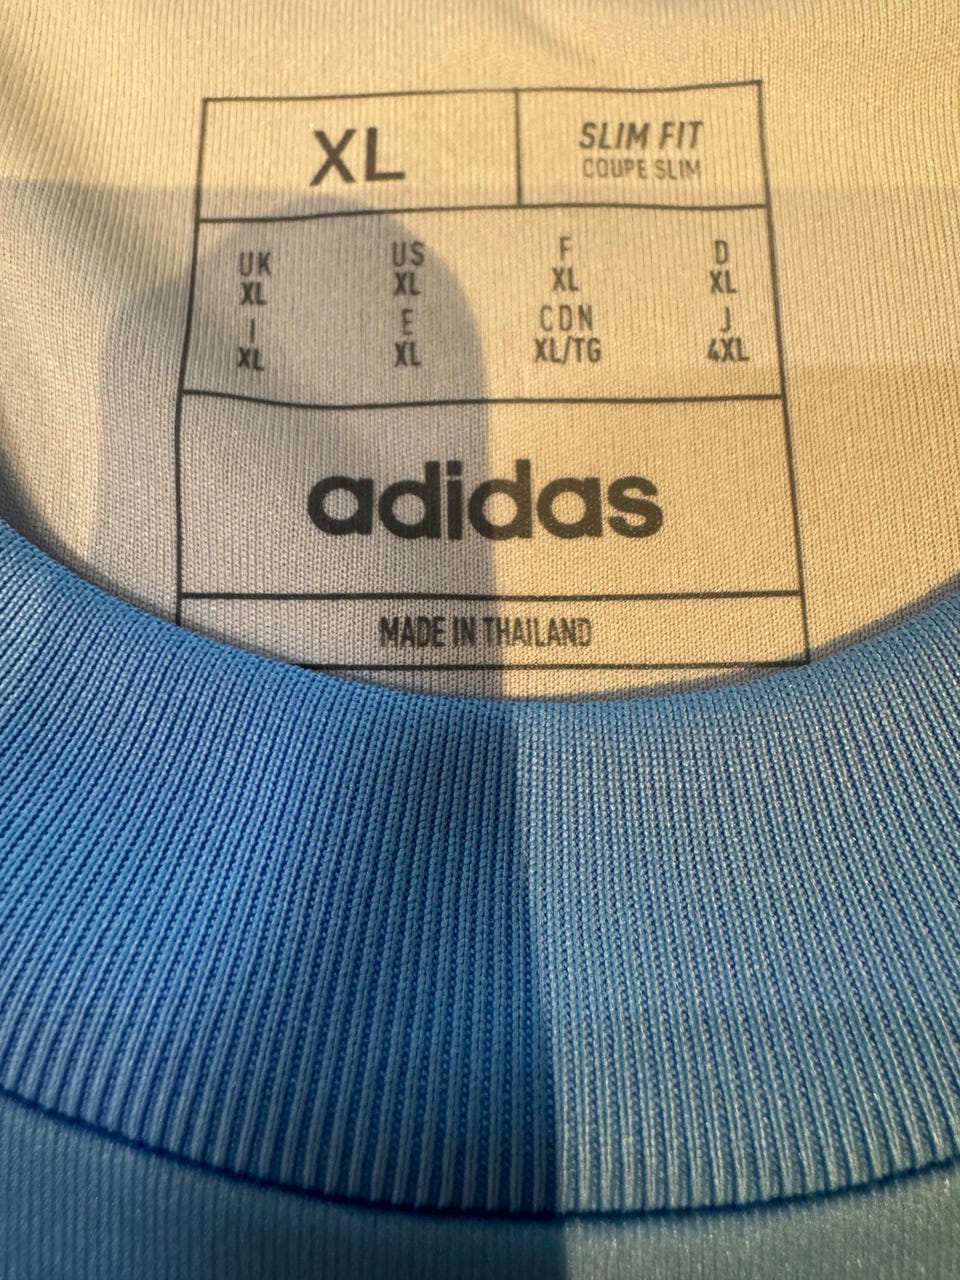 XL
SLIM FIT
COUPE SLIM
UK US F D
XL XL XL XL
I E CDN J
XL XL XL/TG 4XL
adidas
MADE IN THAILAND